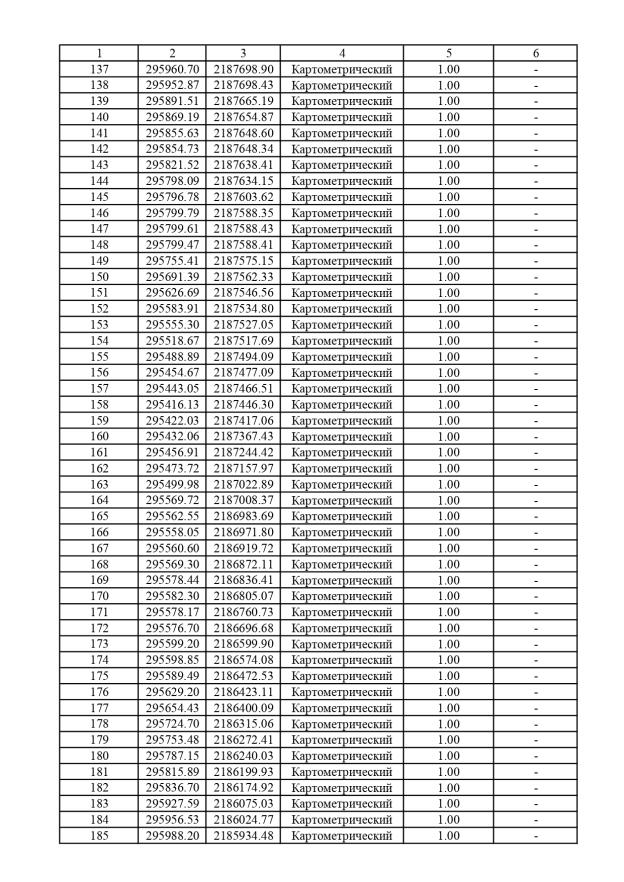 1 2 3 4 5 6
137 295960.70 2187698.90 Картометрический 1.00 -
138 295952.87 2187698.43 Картометрический 1.00 -
139 295891.51 2187665.19 Картометрический 1.00 -
140 295869.19 2187654.87 Картометрический 1.00 -
141 295855.63 2187648.60 Картометрический 1.00 -
142 295854.73 2187648.34 Картометрический 1.00 -
143 295821.52 2187638.41 Картометрический 1.00 -
144 295798.09 2187634.15 Картометрический 1.00 -
145 295796.78 2187603.62 Картометрический 1.00 -
146 295799.79 2187588.35 Картометрический 1.00 -
147 295799.61 2187588.43 Картометрический 1.00 -
148 295799.47 2187588.41 Картометрический 1.00 -
149 295755.41 2187575.15 Картометрический 1.00 -
150 295691.39 2187562.33 Картометрический 1.00 -
151 295626.69 2187546.56 Картометрический 1.00 -
152 295583.91 2187534.80 Картометрический 1.00 -
153 295555.30 2187527.05 Картометрический 1.00 -
154 295518.67 2187517.69 Картометрический 1.00 -
155 295488.89 2187494.09 Картометрический 1.00 -
156 295454.67 2187477.09 Картометрический 1.00 -
157 295443.05 2187466.51 Картометрический 1.00 -
158 295416.13 2187446.30 Картометрический 1.00 -
159 295422.03 2187417.06 Картометрический 1.00 -
160 295432.06 2187367.43 Картометрический 1.00 -
161 295456.91 2187244.42 Картометрический 1.00 -
162 295473.72 2187157.97 Картометрический 1.00 -
163 295499.98 2187022.89 Картометрический 1.00 -
164 295569.72 2187008.37 Картометрический 1.00 -
165 295562.55 2186983.69 Картометрический 1.00 -
166 295558.05 2186971.80 Картометрический 1.00 -
167 295560.60 2186919.72 Картометрический 1.00 -
168 295569.30 2186872.11 Картометрический 1.00 -
169 295578.44 2186836.41 Картометрический 1.00 -
170 295582.30 2186805.07 Картометрический 1.00 -
171 295578.17 2186760.73 Картометрический 1.00 -
172 295576.70 2186696.68 Картометрический 1.00 -
173 295599.20 2186599.90 Картометрический 1.00 -
174 295598.85 2186574.08 Картометрический 1.00 -
175 295589.49 2186472.53 Картометрический 1.00 -
176 295629.20 2186423.11 Картометрический 1.00 -
177 295654.43 2186400.09 Картометрический 1.00 -
178 295724.70 2186315.06 Картометрический 1.00 -
179 295753.48 2186272.41 Картометрический 1.00 -
180 295787.15 2186240.03 Картометрический 1.00 -
181 295815.89 2186199.93 Картометрический 1.00 -
182 295836.70 2186174.92 Картометрический 1.00 -
183 295927.59 2186075.03 Картометрический 1.00 -
184 295956.53 2186024.77 Картометрический 1.00 -
185 295988.20 2185934.48 Картометрический 1.00 -